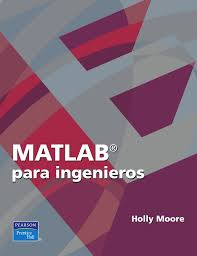 MATLAB®
para ingenieros
Holly Moore
PEARSON
Prentice
Hall